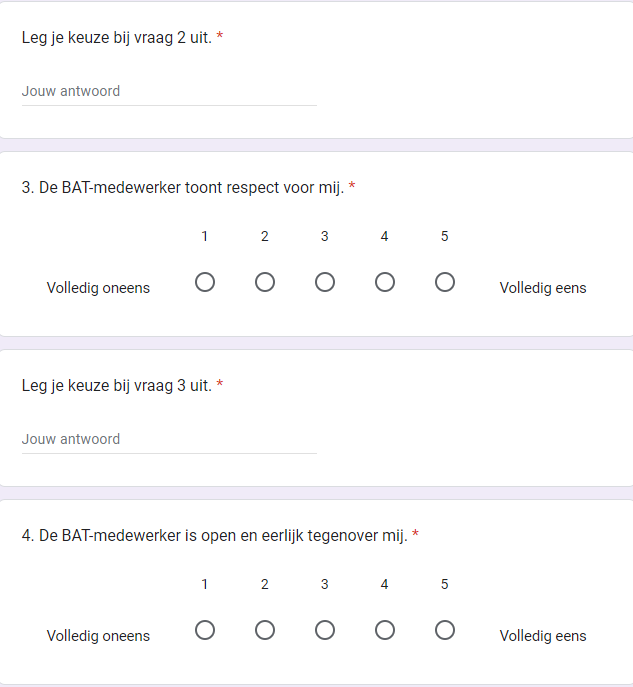 Leg je keuze bij vraag 2 uit. *
Jouw antwoord
3. De BAT-medewerker toont respect voor mij. *
1 2 3 4 5
Volledig oneens Volledig eens
Leg je keuze bij vraag 3 uit. *
Jouw antwoord
4. De BAT-medewerker is open en eerlijk tegenover mij. *
1 2 3 4 5
Volledig oneens Volledig eens